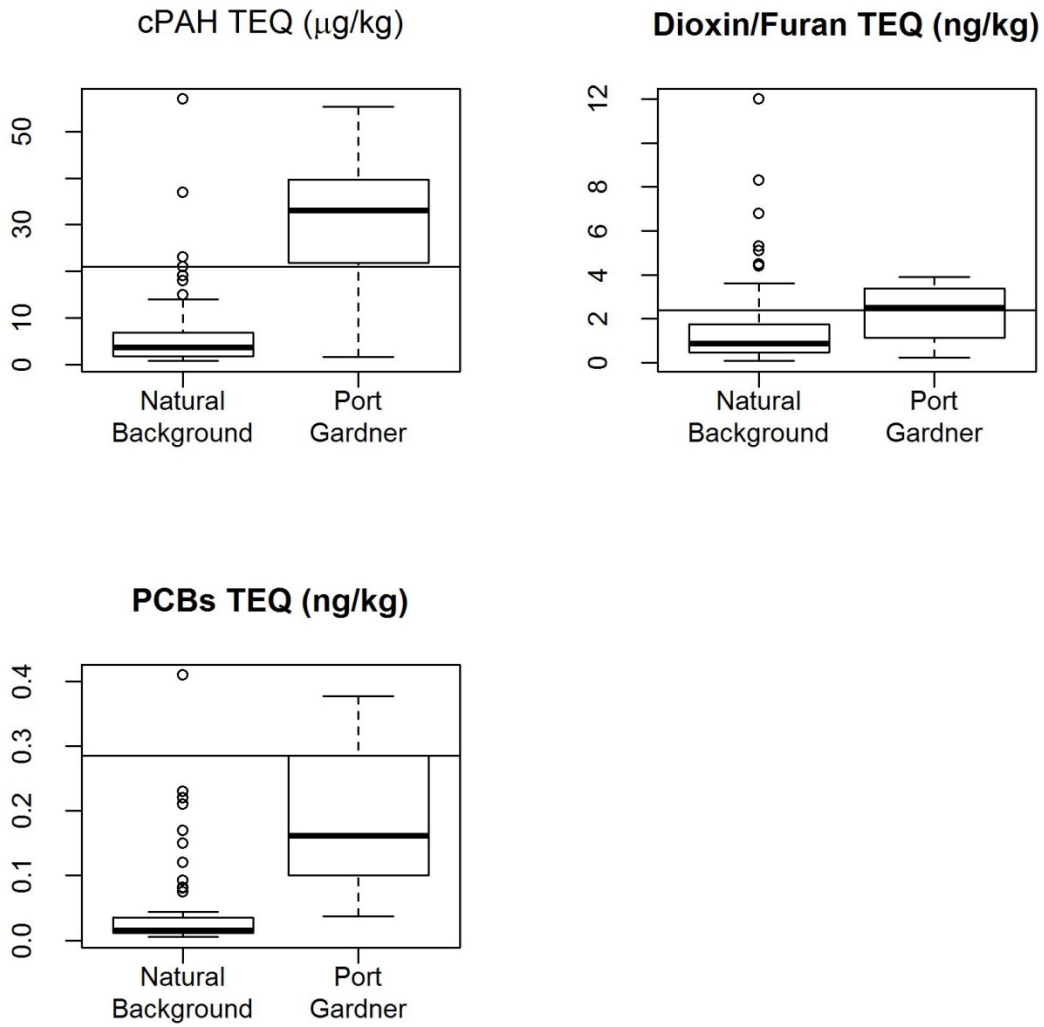 cPAH TEQ (μg/kg)
50
30
10
0
Natural
Background
Port
Gardner
Dioxin/Furan TEQ (ng/kg)
12
8
6
4
2
0
Natural
Background
Port
Gardner
PCBs TEQ (ng/kg)
0.4
0.3
0.2
0.1
0.0
Natural
Background
Port
Gardner